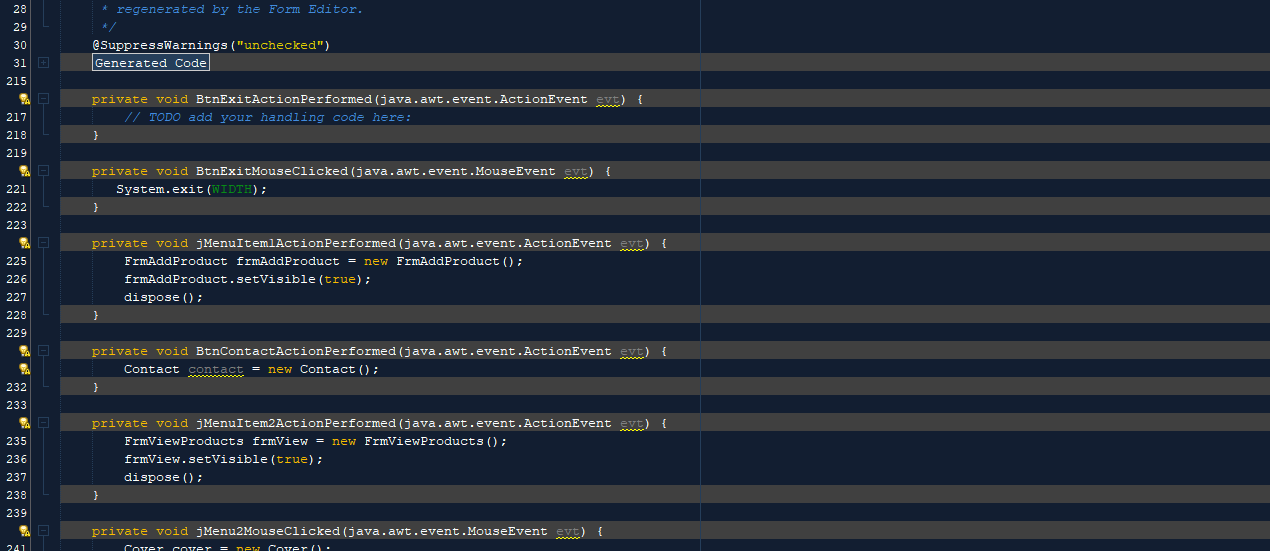 28 * regenerated by the Form Editor.
29 */
30 @SuppressWarnings("unchecked")
31 Generated Code
215
private void BtnExitActionPerformed(java.awt.event.ActionEvent evt) {
217 // TODO add your handling code here:
218 }
219
private void BtnExitMouseClicked(java.awt.event.MouseEvent evt) {
221 System.exit(WIDTH);
222 }
223
private void jMenuItem1ActionPerformed(java.awt.event.ActionEvent evt) {
225 FrmAddProduct frmAddProduct = new FrmAddProduct();
226 frmAddProduct.setVisible(true);
227 dispose();
228 }
229
private void BtnContactActionPerformed(java.awt.event.ActionEvent evt) {
Contact contact = new Contact();
232 }
233
private void jMenuItem2ActionPerformed(java.awt.event.ActionEvent evt) {
235 FrmViewProducts frmView = new FrmViewProducts();
236 frmView.setVisible(true);
237 dispose();
238 }
239
private void jMenu2MouseClicked(java.awt.event.MouseEvent evt) {
241 Cover cover = new Cover();